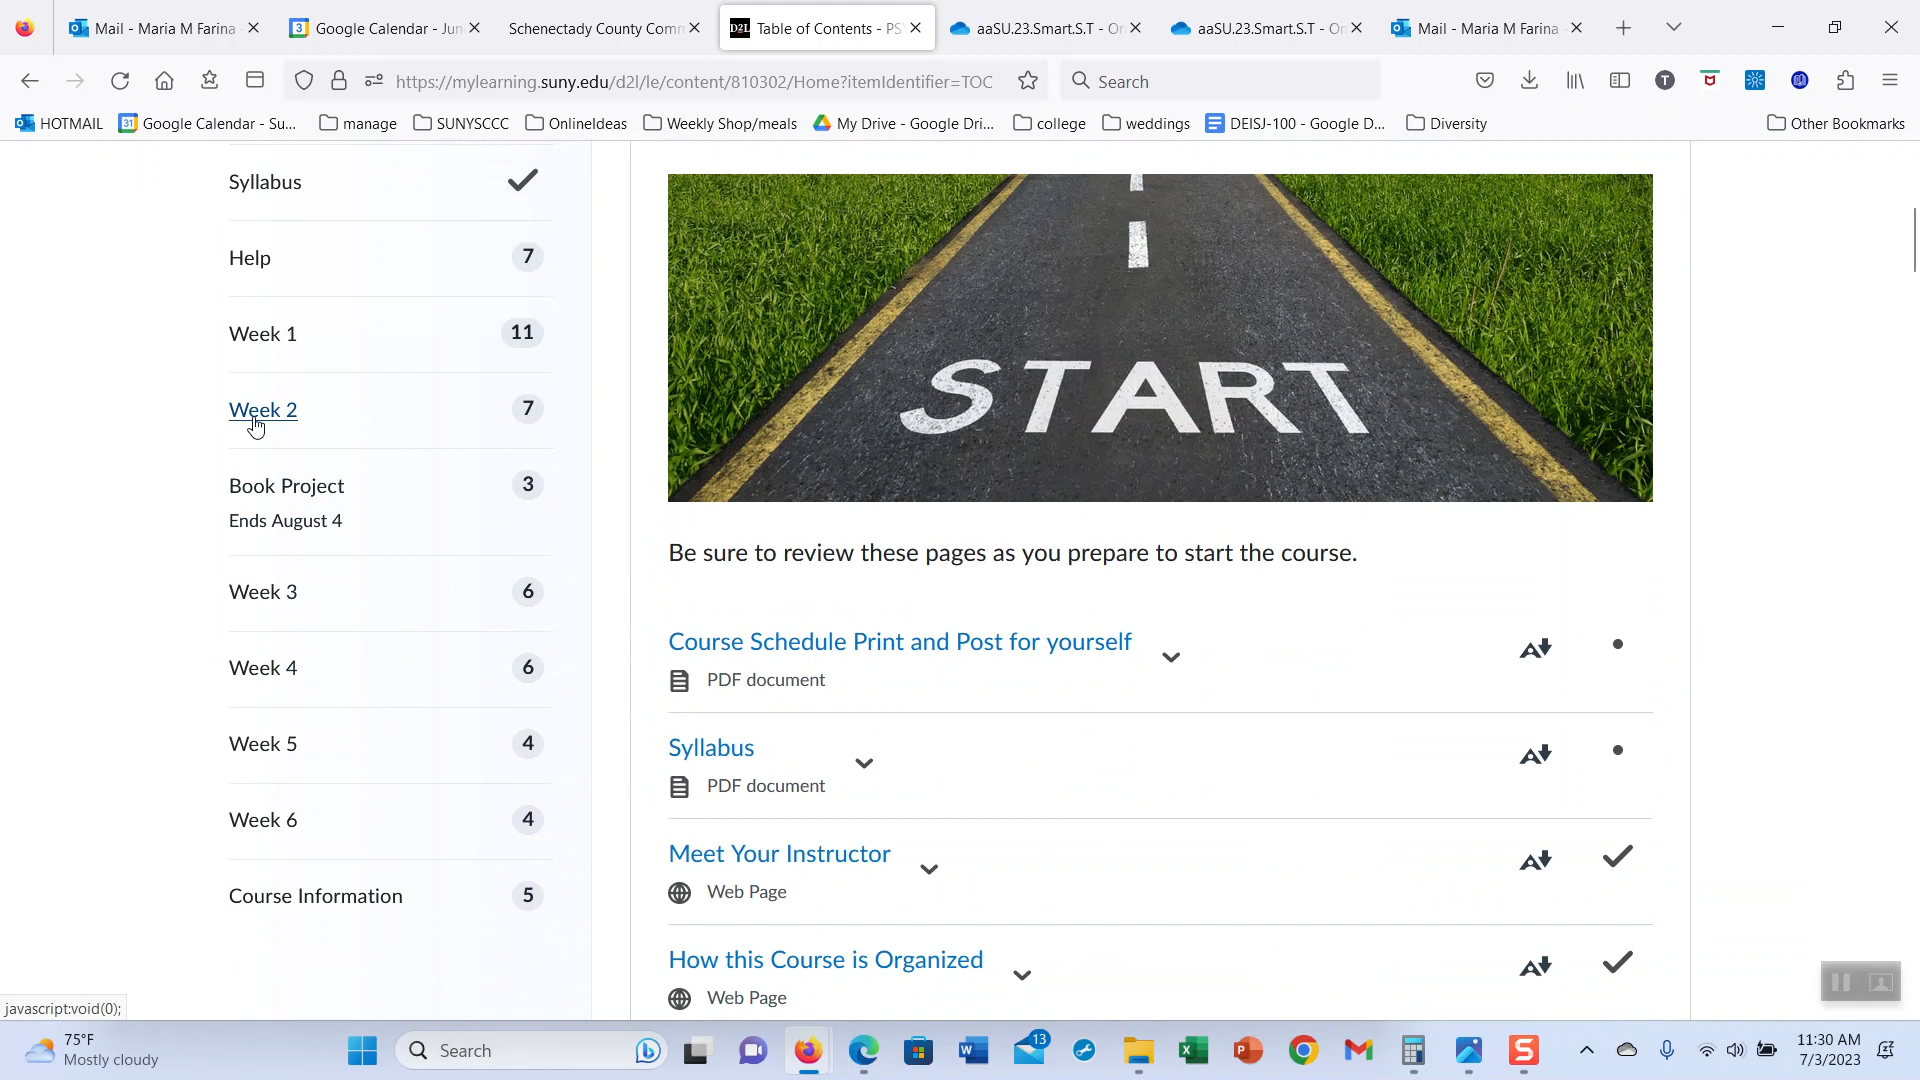 Mail - Maria M Farina
Google Calendar - Jun
Schenectady County Comm
D2L Table of Contents - PSY
aaSU.23.Smart.S.T - On
aaSU.23.Smart.S.T - On
Mail - Maria M Farina
https://mylearning.suny.edu/d2l/le/content/810302/Home?itemIdentifier=TOC
Search
HOTMAIL
Google Calendar - Su...
manage
SUNYSCCC
OnlineIdeas
Weekly Shop/meals
My Drive - Google Dri...
college
weddings
DEISJ-100 - Google D...
Diversity
Other Bookmarks
Syllabus
Help 7
Week 1 11
Week 2 7
Book Project 3
Ends August 4
Week 3 6
Week 4 6
Week 5 4
Week 6 4
Course Information 5
START
Be sure to review these pages as you prepare to start the course.
Course Schedule Print and Post for yourself
PDF document
Syllabus
PDF document
Meet Your Instructor
Web Page
How this Course is Organized
Web Page
javascript:void(0);
75°F
Mostly cloudy
Search
13
11:30 AM
7/3/2023